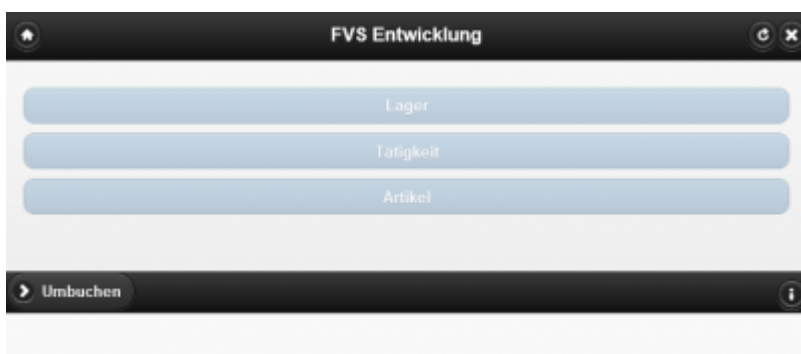 FVS Entwicklung
Lager
Tätigkeit
Artikel
Umbuchen